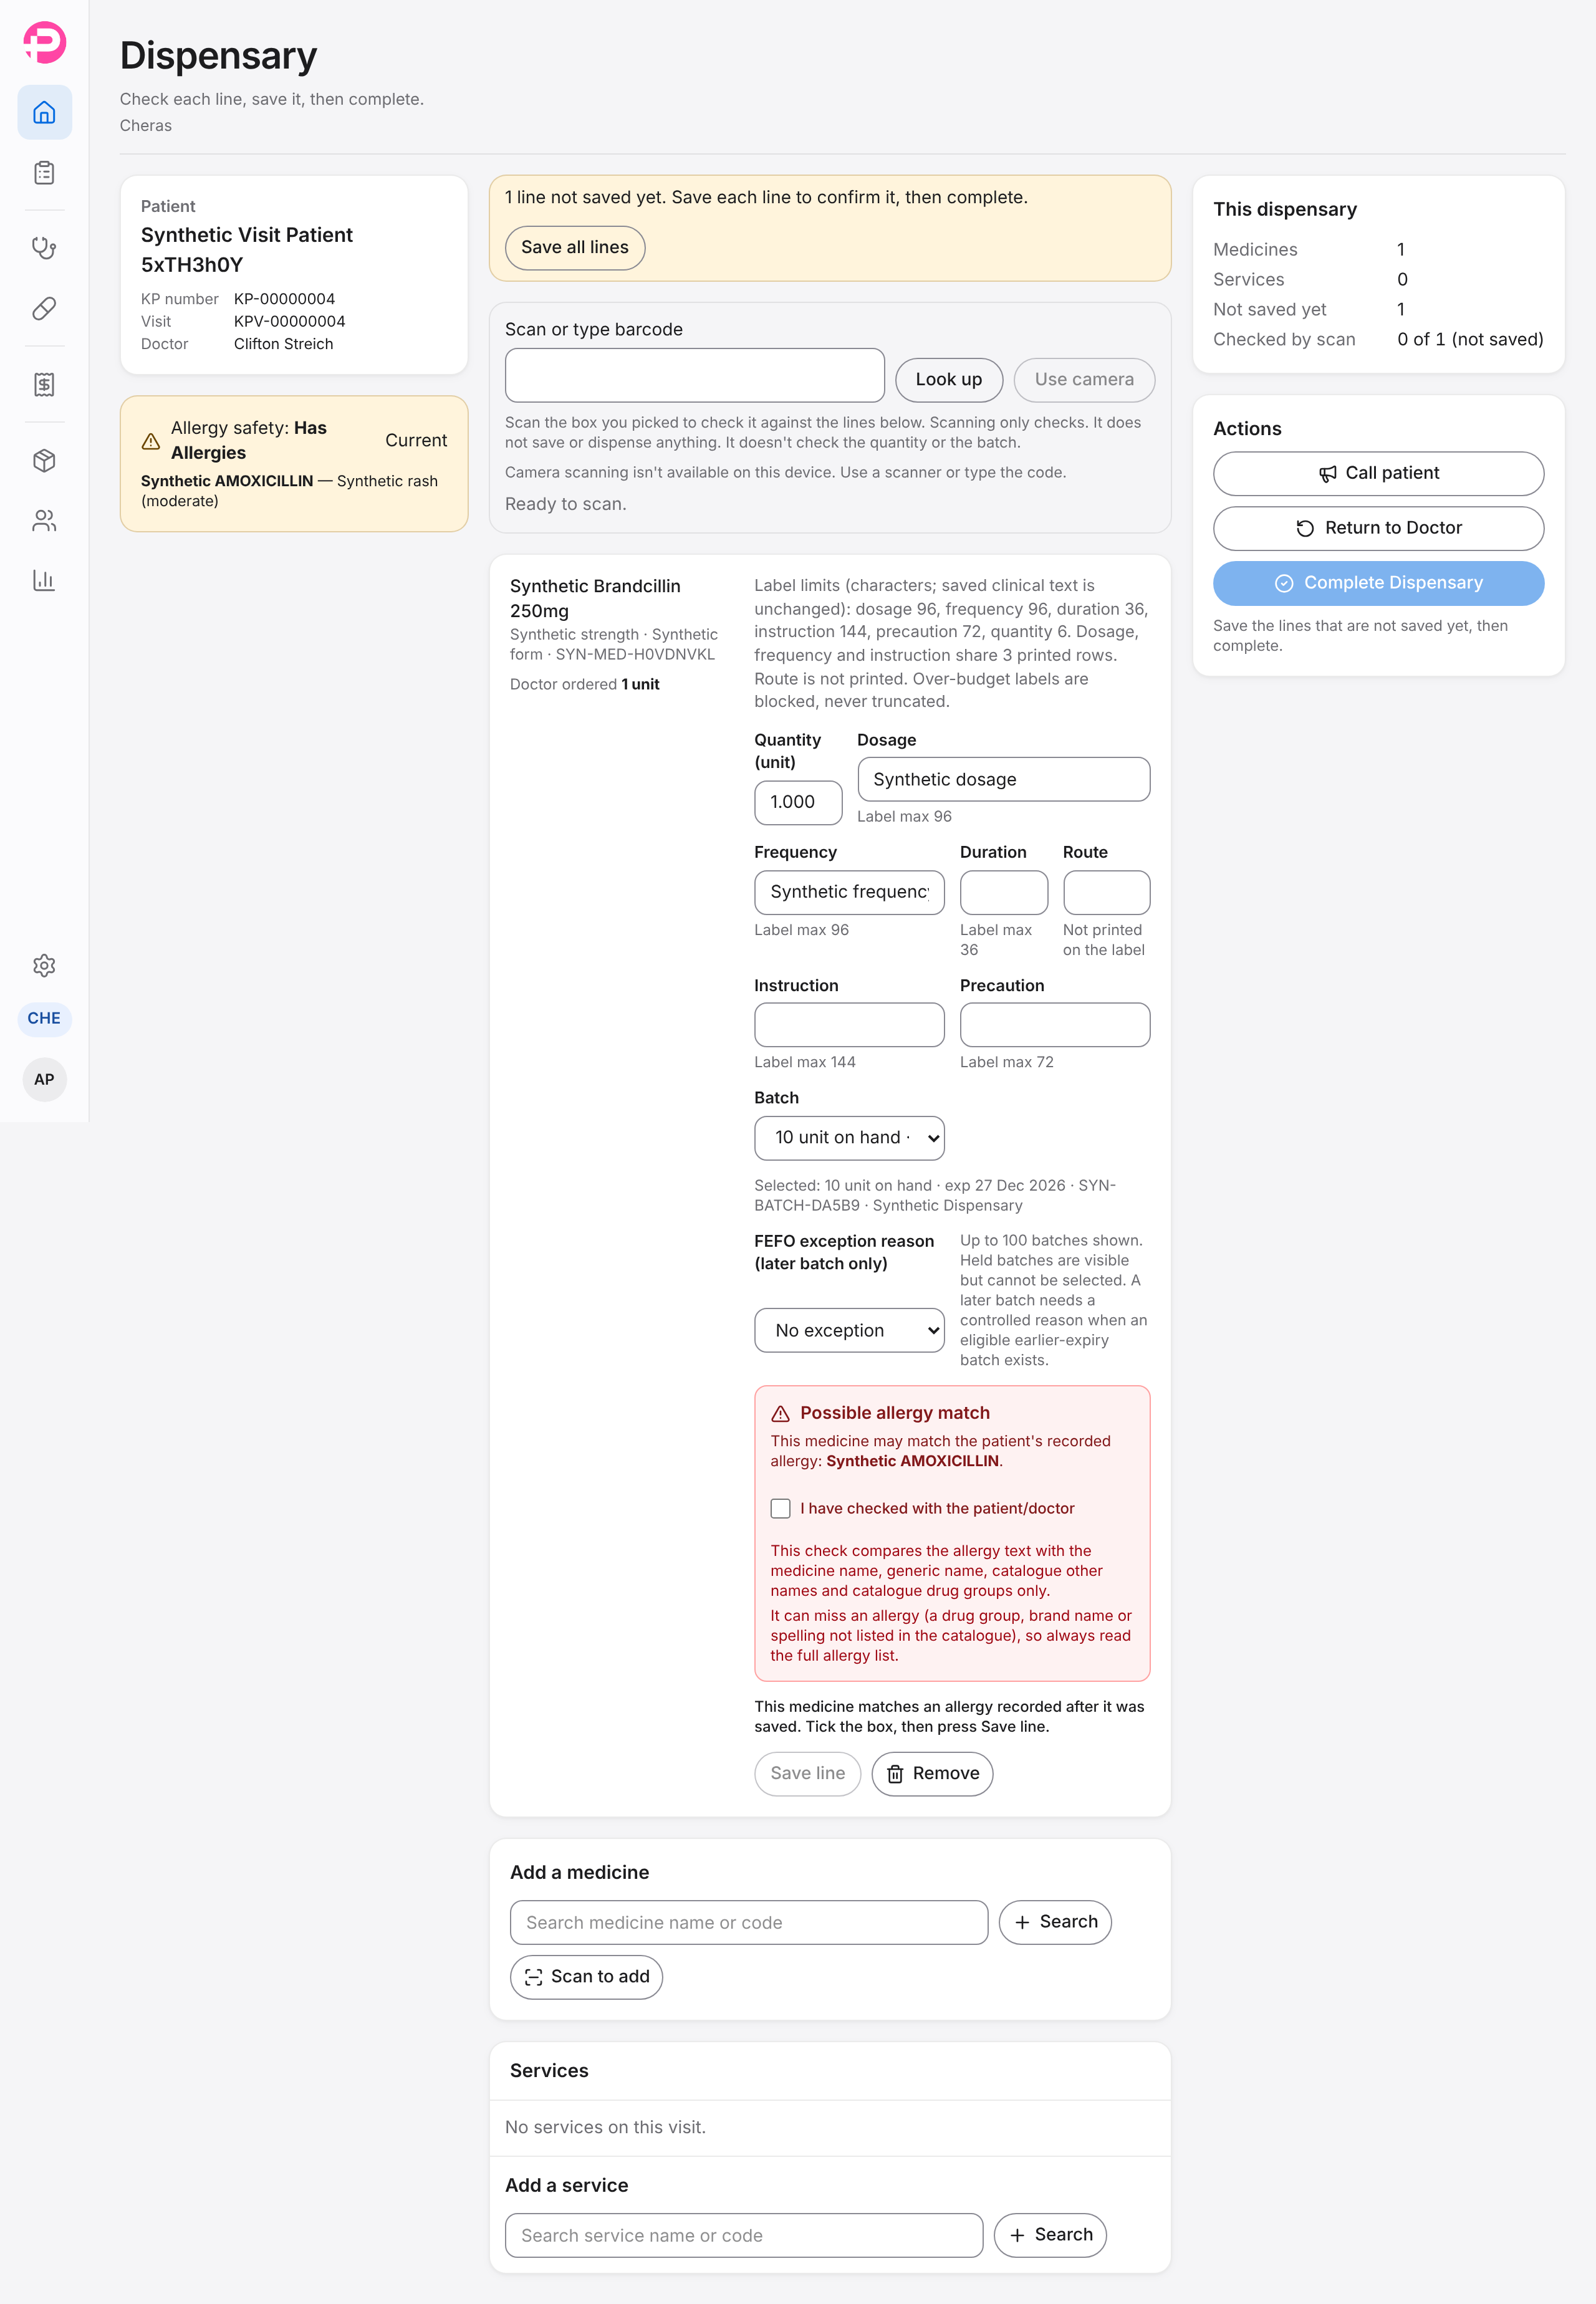 Dispensary
Check each line, save it, then complete.
Cheras
Patient
Synthetic Visit Patient
5xTH3h0Y
KP number KP-00000004
Visit KPV-00000004
Doctor Clifton Streich
Allergy safety: Has
Allergies
Current
Synthetic AMOXICILLIN — Synthetic rash
(moderate)
1 line not saved yet. Save each line to confirm it, then complete.
Save all lines
Scan or type barcode
Look up
Use camera
Scan the box you picked to check it against the lines below. Scanning only checks. It does
not save or dispense anything. It doesn't check the quantity or the batch.
Camera scanning isn't available on this device. Use a scanner or type the code.
Ready to scan.
Synthetic Brandcillin
250mg
Synthetic strength · Synthetic
form · SYN-MED-H0VDNVKL
Doctor ordered 1 unit
Label limits (characters; saved clinical text is
unchanged): dosage 96, frequency 96, duration 36,
instruction 144, precaution 72, quantity 6. Dosage,
frequency and instruction share 3 printed rows.
Route is not printed. Over-budget labels are
blocked, never truncated.
Quantity
(unit)
1.000
Dosage
Synthetic dosage
Label max 96
Frequency
Synthetic frequency
Label max 96
Duration
Label max
36
Route
Not printed
on the label
Instruction
Label max 144
Precaution
Label max 72
Batch
10 unit on hand ·
Selected: 10 unit on hand · exp 27 Dec 2026 · SYN-
BATCH-DA5B9 · Synthetic Dispensary
FEFO exception reason
(later batch only)
No exception
Up to 100 batches shown.
Held batches are visible
but cannot be selected. A
later batch needs a
controlled reason when an
eligible earlier-expiry
batch exists.
Possible allergy match
This medicine may match the patient's recorded
allergy: Synthetic AMOXICILLIN.
I have checked with the patient/doctor
This check compares the allergy text with the
medicine name, generic name, catalogue other
names and catalogue drug groups only.
It can miss an allergy (a drug group, brand name or
spelling not listed in the catalogue), so always read
the full allergy list.
This medicine matches an allergy recorded after it was
saved. Tick the box, then press Save line.
Save line
Remove
Add a medicine
Search medicine name or code
Search
Scan to add
Services
No services on this visit.
Add a service
Search service name or code
Search
This dispensary
Medicines 1
Services 0
Not saved yet 1
Checked by scan 0 of 1 (not saved)
Actions
Call patient
Return to Doctor
Complete Dispensary
Save the lines that are not saved yet, then
complete.
CHE
AP